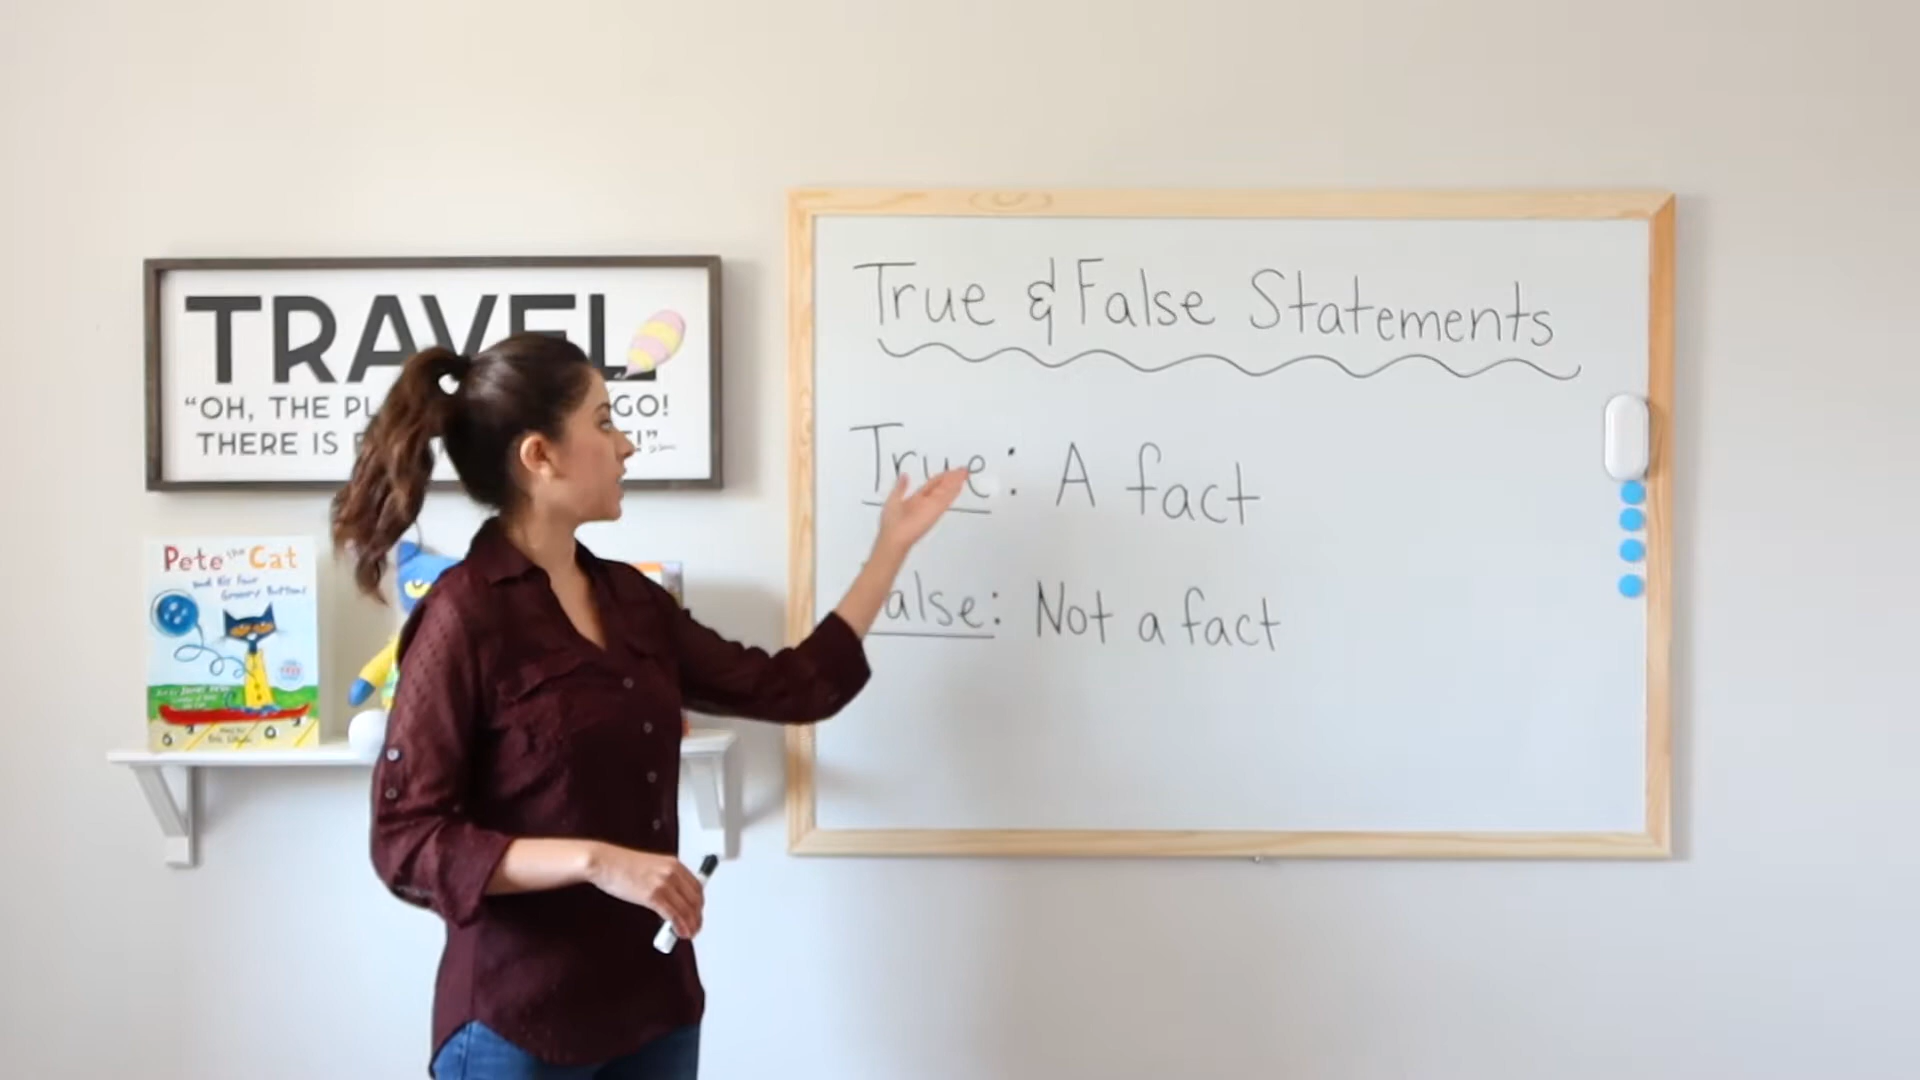 TRAVEL
"OH, THE PL GO!
THERE IS !"
Pete the Cat
and his Four
Groovy Buttons
True & False Statements
True: A fact
alse: Not a fact